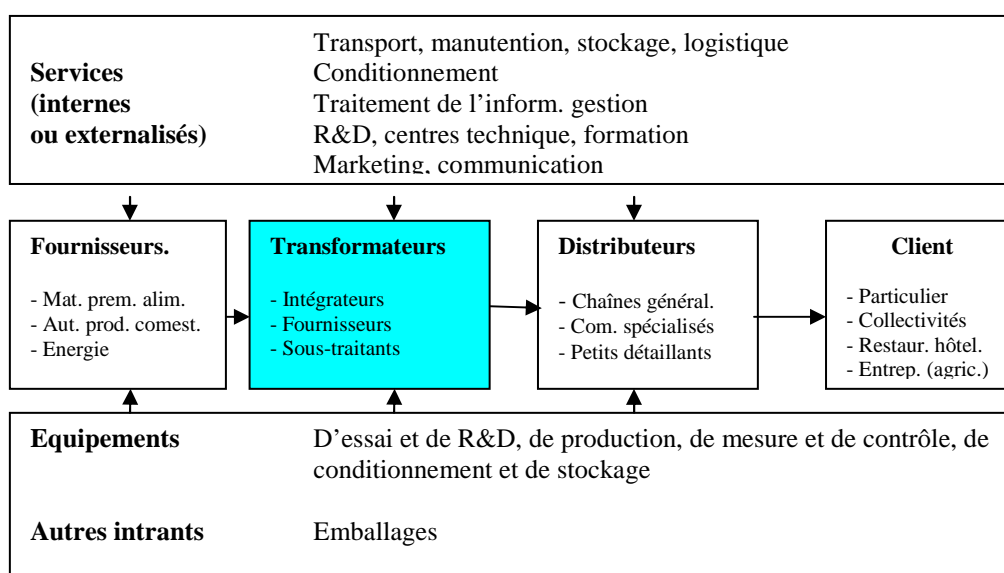 Transport, manutention, stockage, logistique
Services Conditionnement
(internes Traitement de l’inform. gestion
ou externalisés) R&D, centres technique, formation
Marketing, communication
Fournisseurs.
- Mat. prem. alim.
- Aut. prod. comest.
- Energie
Transformateurs
- Intégrateurs
- Fournisseurs
- Sous-traitants
Distributeurs
- Chaînes général.
- Com. spécialisés
- Petits détaillants
Client
- Particulier
- Collectivités
- Restaur. hôtel.
- Entrep. (agric.)
Equipements D’essai et de R&D, de production, de mesure et de contrôle, de
conditionnement et de stockage
Autres intrants Emballages